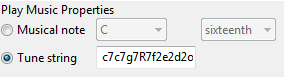 Play Music Properties
Musical note C sixteenth
Tune string c7c7g7R7f2e2d2o